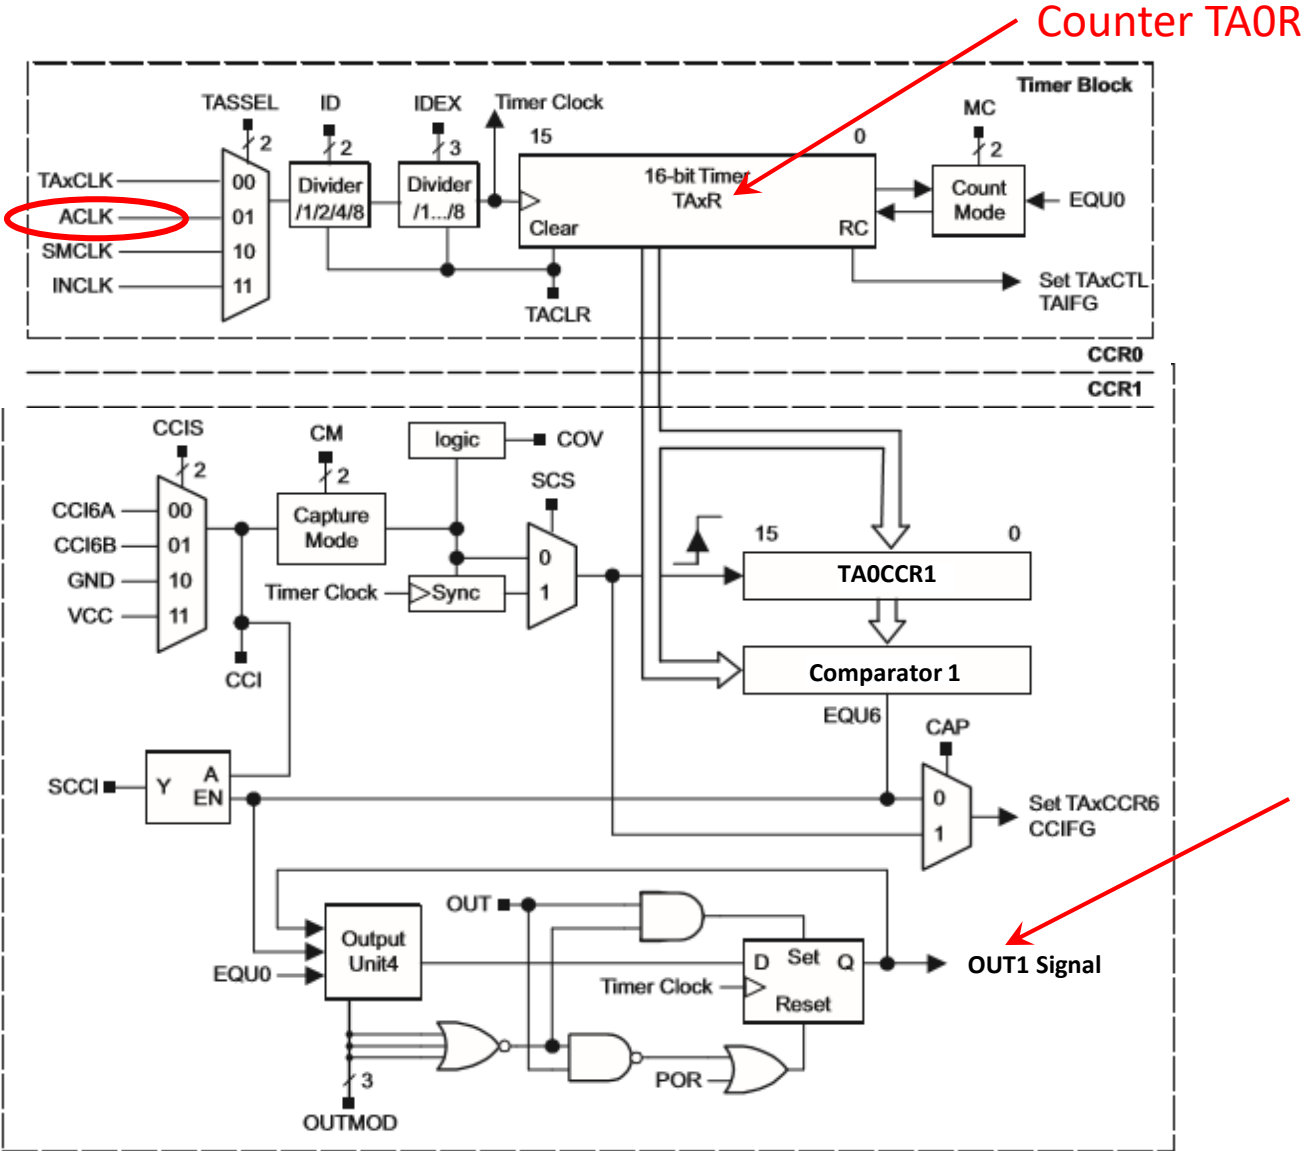 Counter TA0R
Timer Block
TASSEL
ID
IDEX
Timer Clock
MC
2
2
3
15
0
2
TAxCLK
00
Divider
/1/2/4/8
Divider
/1.../8
16-bit Timer
TAxR
Count
Mode
EQU0
ACLK
01
SMCLK
10
Clear
RC
INCLK
11
TACLR
Set TAxCTL
TAIFG
CCR0
CCR1
CCIS
CM
logic
COV
2
2
SCS
CCI6A
00
Capture
Mode
15
0
CCI6B
01
0
GND
10
Timer Clock
Sync
1
TA0CCR1
VCC
11
CCI
Comparator 1
EQU6
CAP
SCCI
Y
A
EN
0
1
Set TAxCCR6
CCIFG
OUT
Output
Unit4
EQU0
D
Set
Q
OUT1 Signal
Timer Clock
Reset
3
POR
OUTMOD